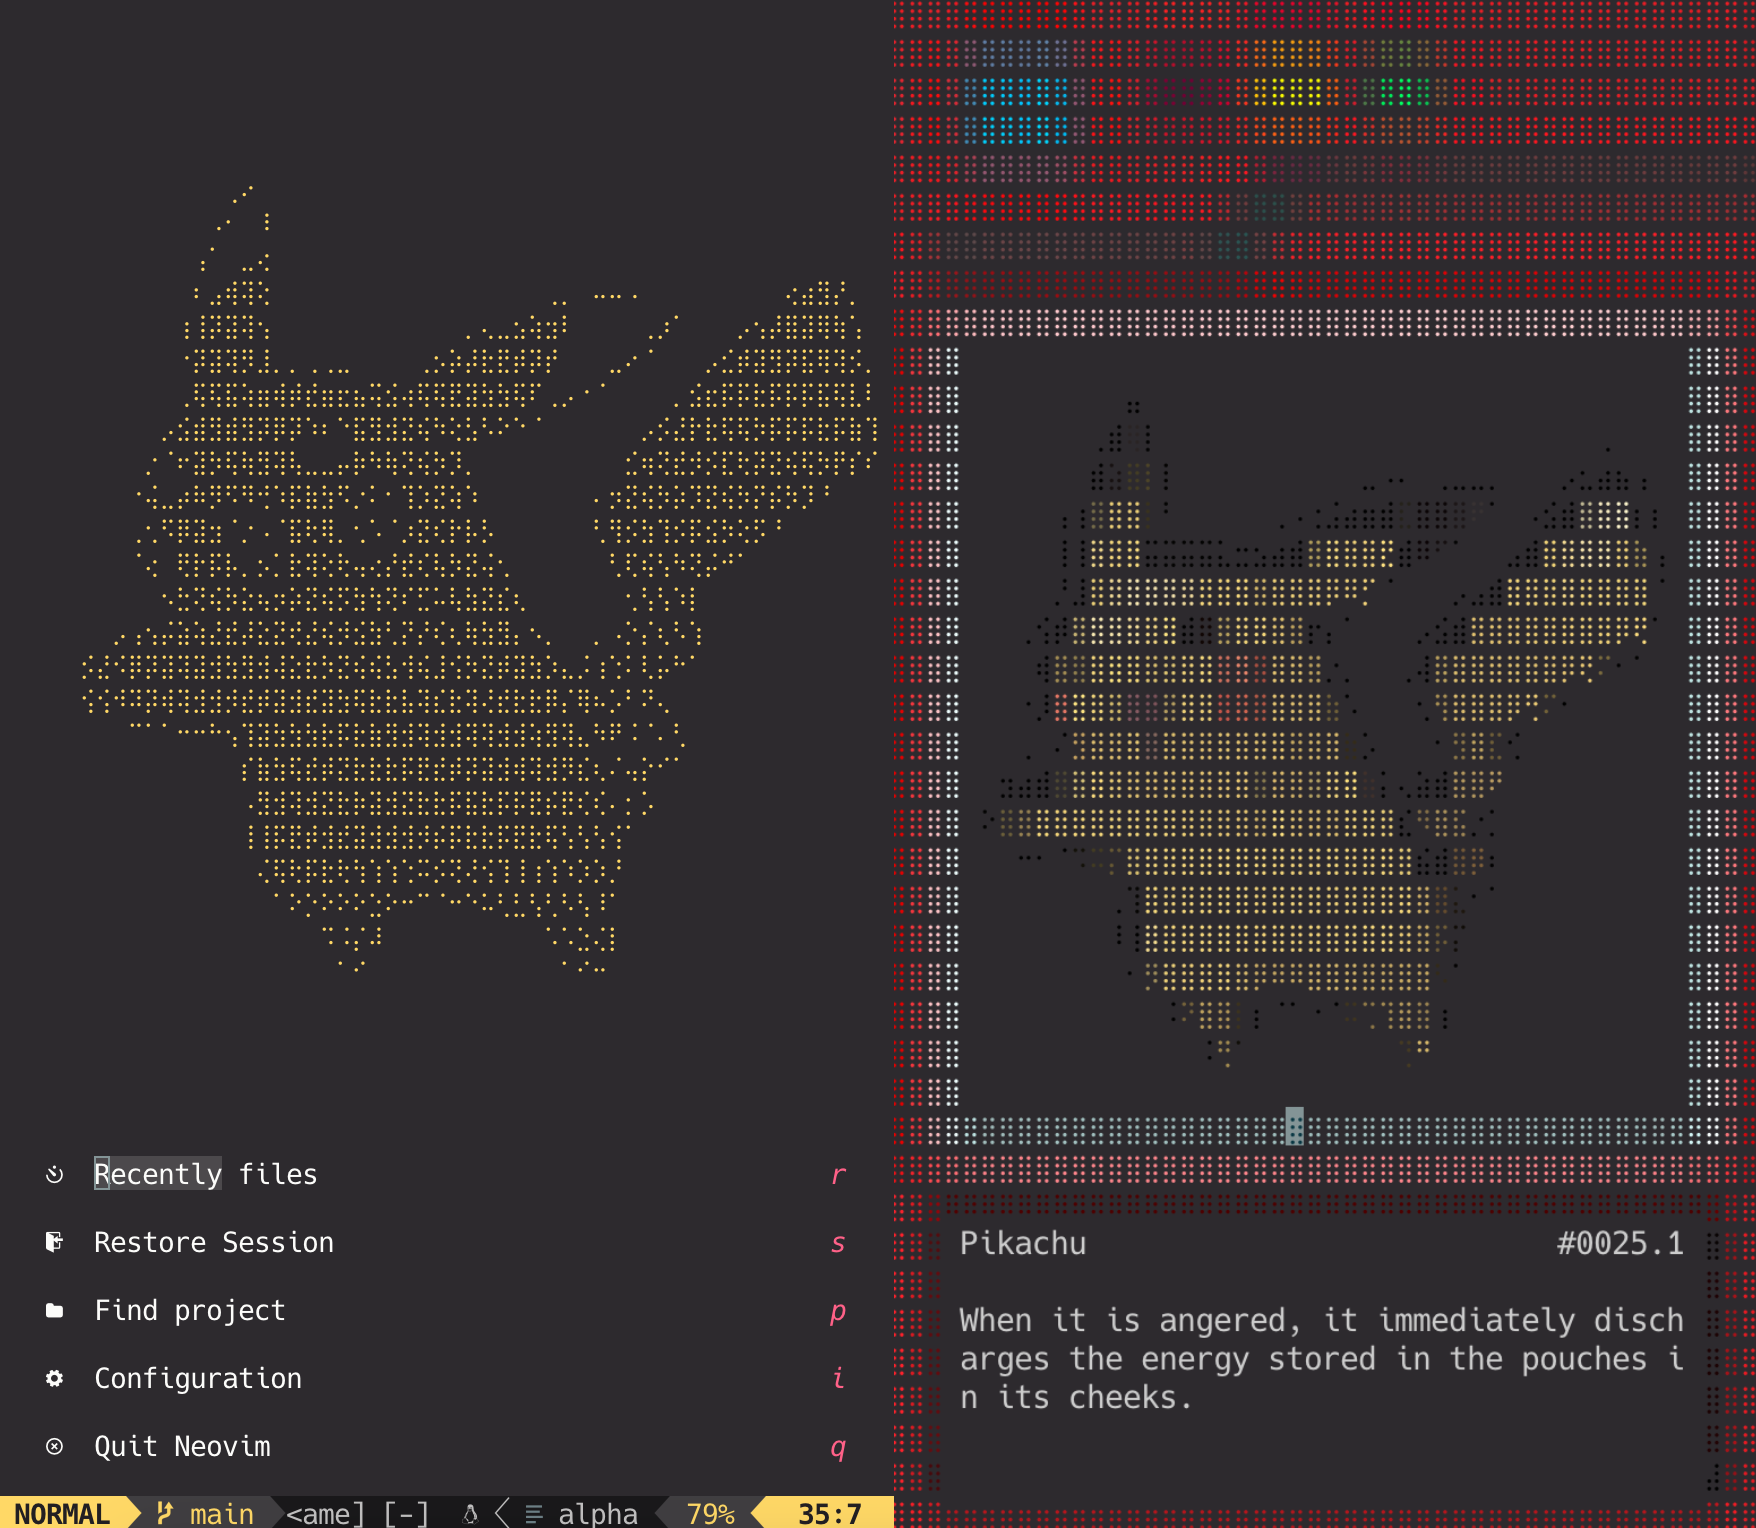 Recently files r
Restore Session s
Find project p
Configuration i
Quit Neovim q
NORMAL main <ame] [-] alpha 79% 35:7
Pikachu #0025.1
When it is angered, it immediately disch
arges the energy stored in the pouches i
n its cheeks.